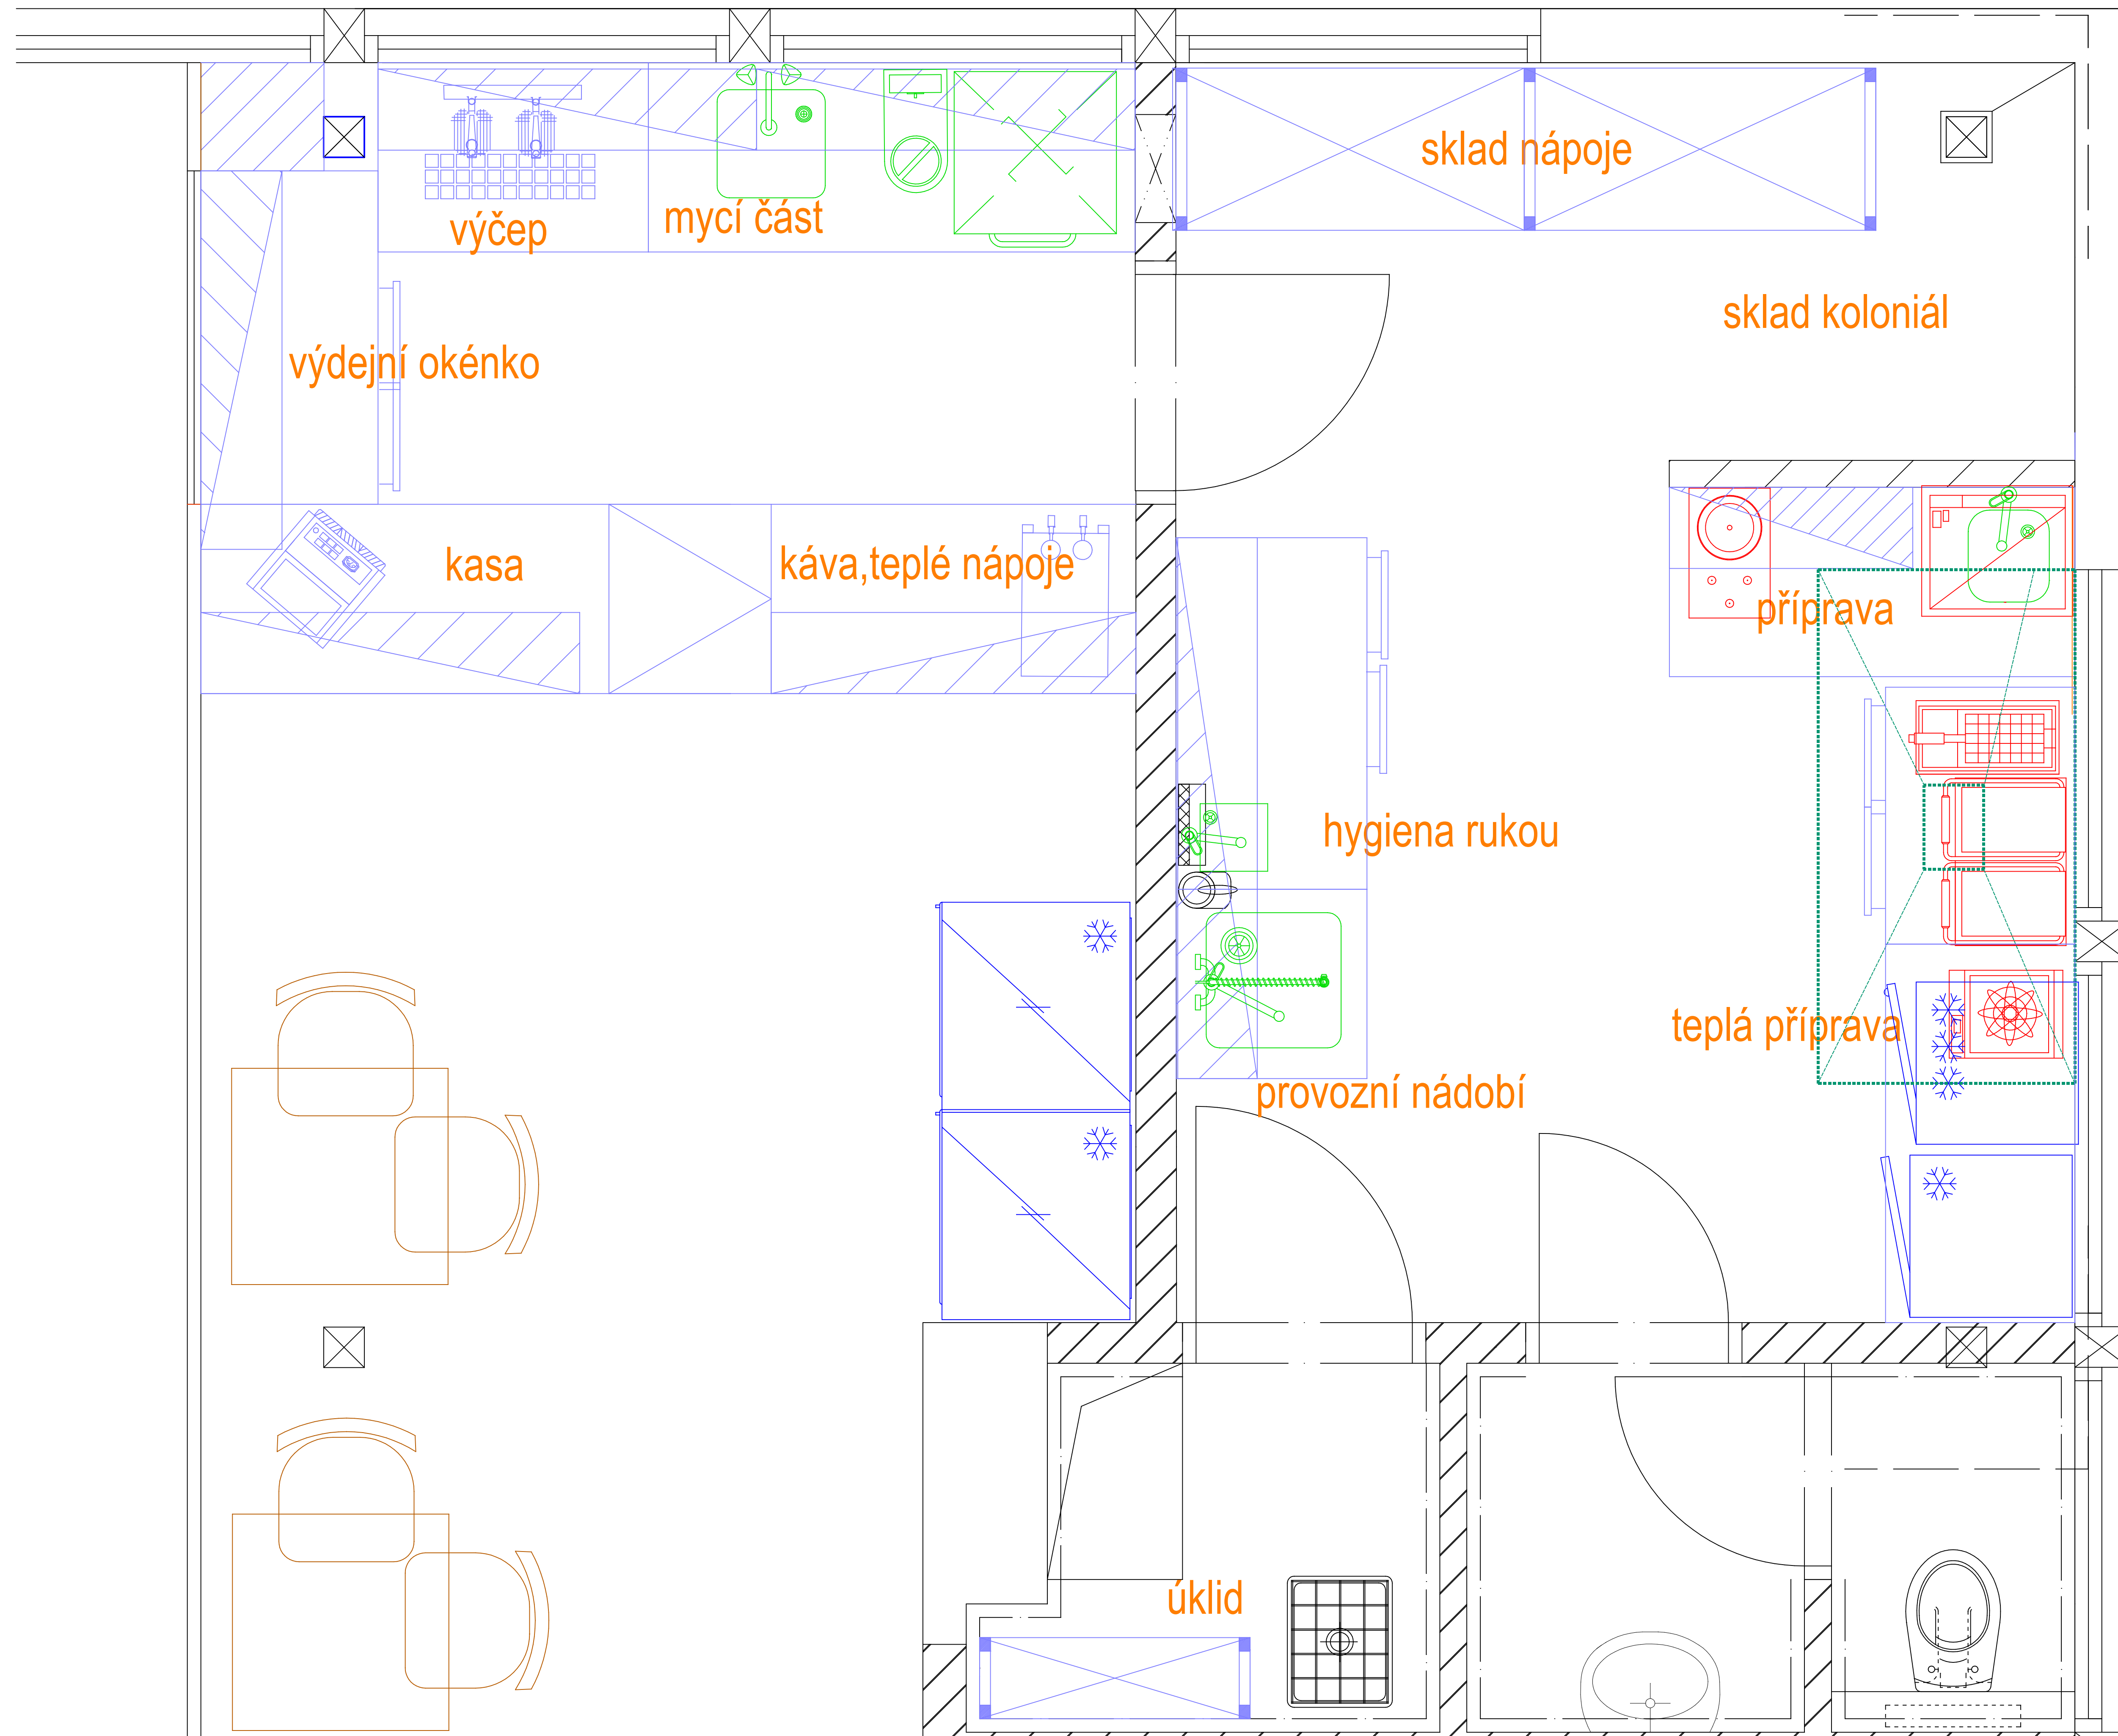 sklad nápoje
výčep
mycí část
sklad koloniál
výdejní okénko
kasa
káva,teplé nápoje
příprava
hygiena rukou
teplá příprava
provozní nádobí
úklid